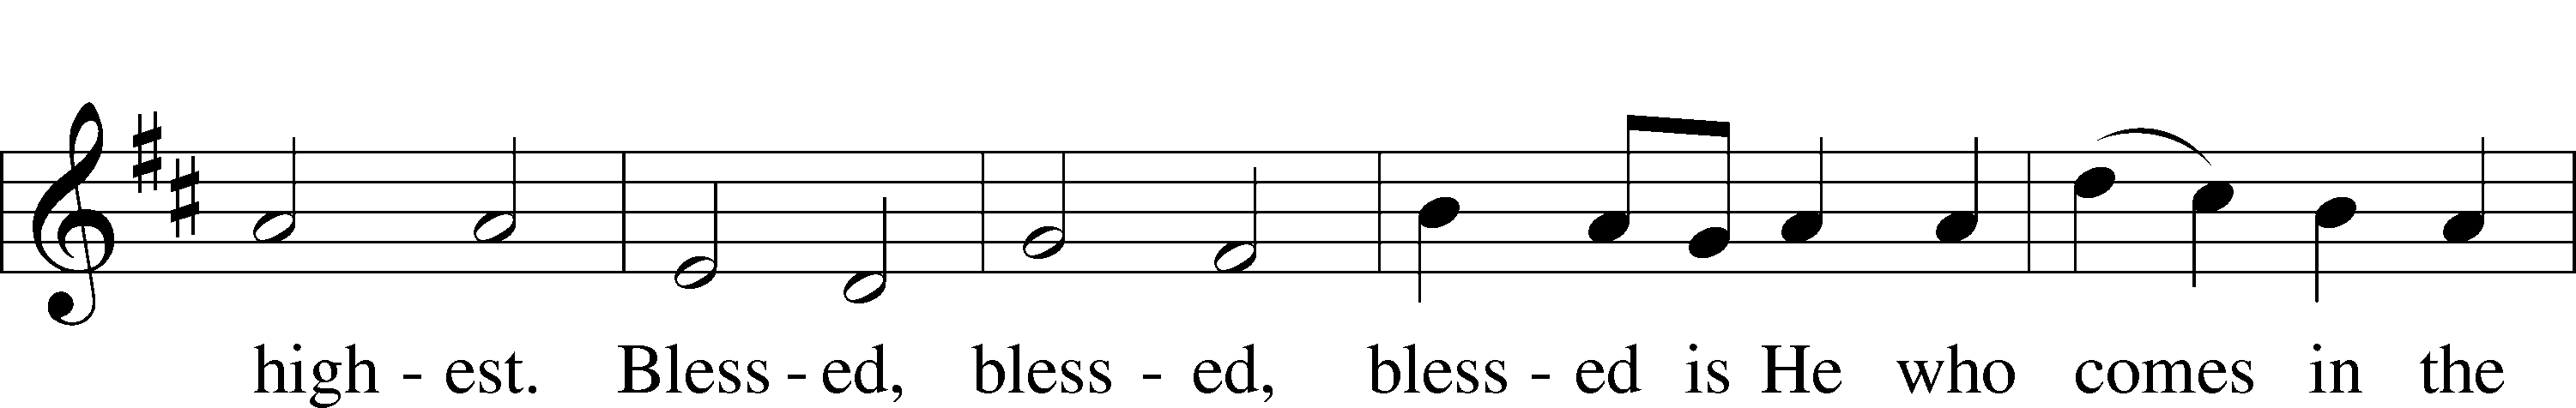 high - est. Bless - ed, bless - ed, bless - ed is He who comes in the